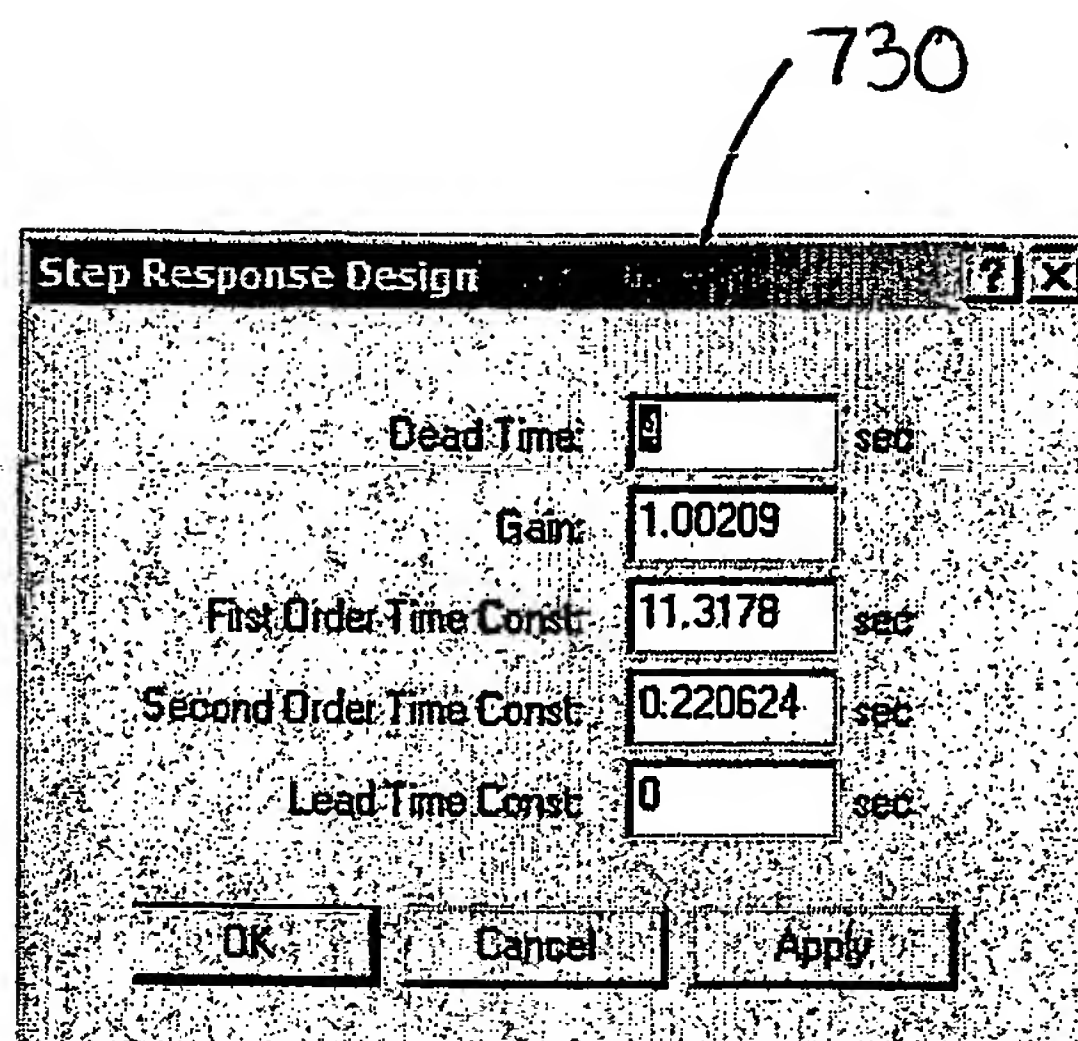 730
Step Response Design ? X
Dead Time: sec
Gain: 1.00209
First Order Time Const: 11.3178 sec
Second Order Time Const: 0.220624 sec
Lead Time Const: 0 sec
OK Cancel Apply